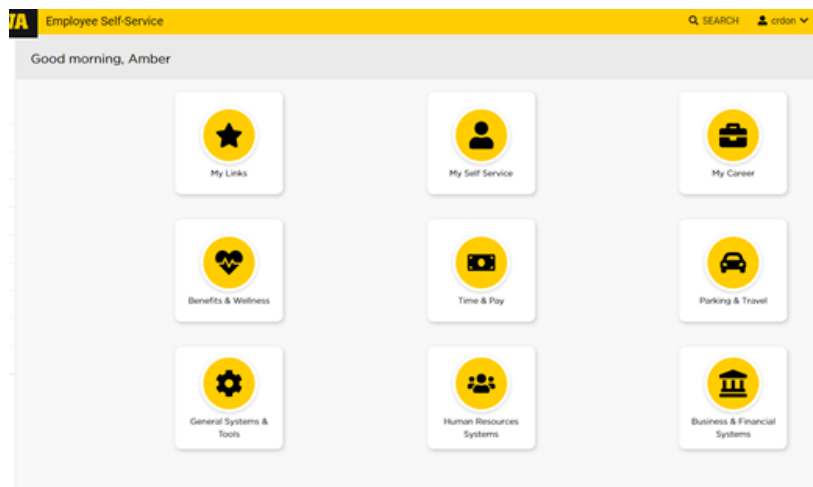 WA Employee Self-Service SEARCH crdon
Good morning, Amber
My Links My Self Service My Career
Benefits & Wellness Time & Pay Parking & Travel
General Systems & Human Resources Business & Financial
Tools Systems Systems